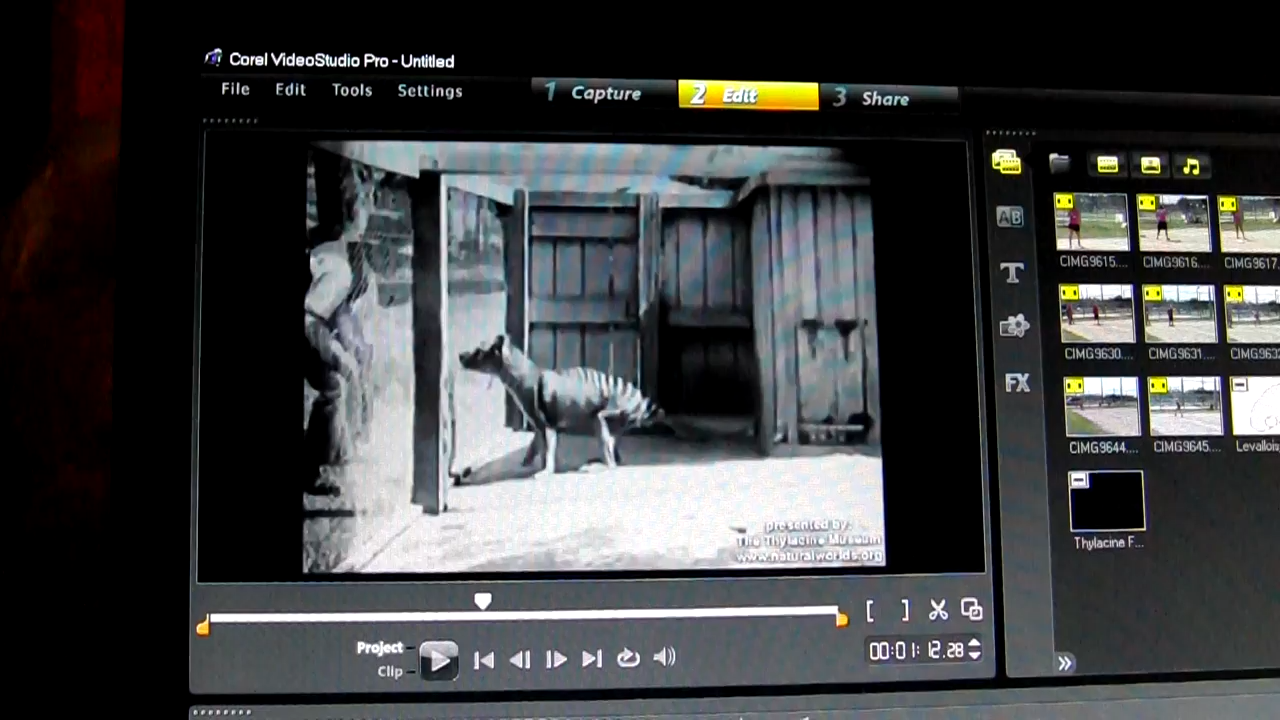 Corel VideoStudio Pro - Untitled
File Edit Tools Settings
1 Capture 2 Edit 3 Share
AB
T
FX
CIMG9615.... CIMG9616.... CIMG9617.
CIMG9630.... CIMG9631....
CIMG9644.... CIMG9645....
Thylacine F...
presented by:
The Thylacine Museum
www.naturalworlds.org
[ ]
Project
Clip
00:01:12.28